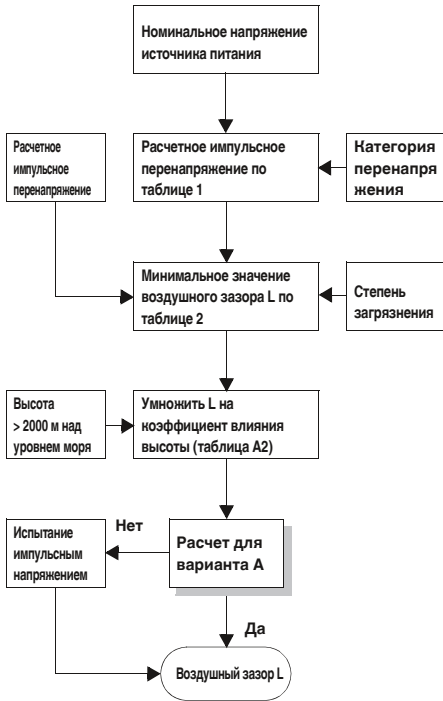 Номинальное напряжение
источника питания
Расчетное
импульсное
перенапряжение
Расчетное импульсное
перенапряжение по
таблице 1
Категория
перенапря
жения
Минимальное значение
воздушного зазора L по
таблице 2
Степень
загрязнения
Высота
> 2000 м над
уровнем моря
Умножить L на
коэффициент влияния
высоты (таблица А2)
Испытание
импульсным
напряжением
Нет
Расчет для
варианта А
Да
Воздушный зазор L